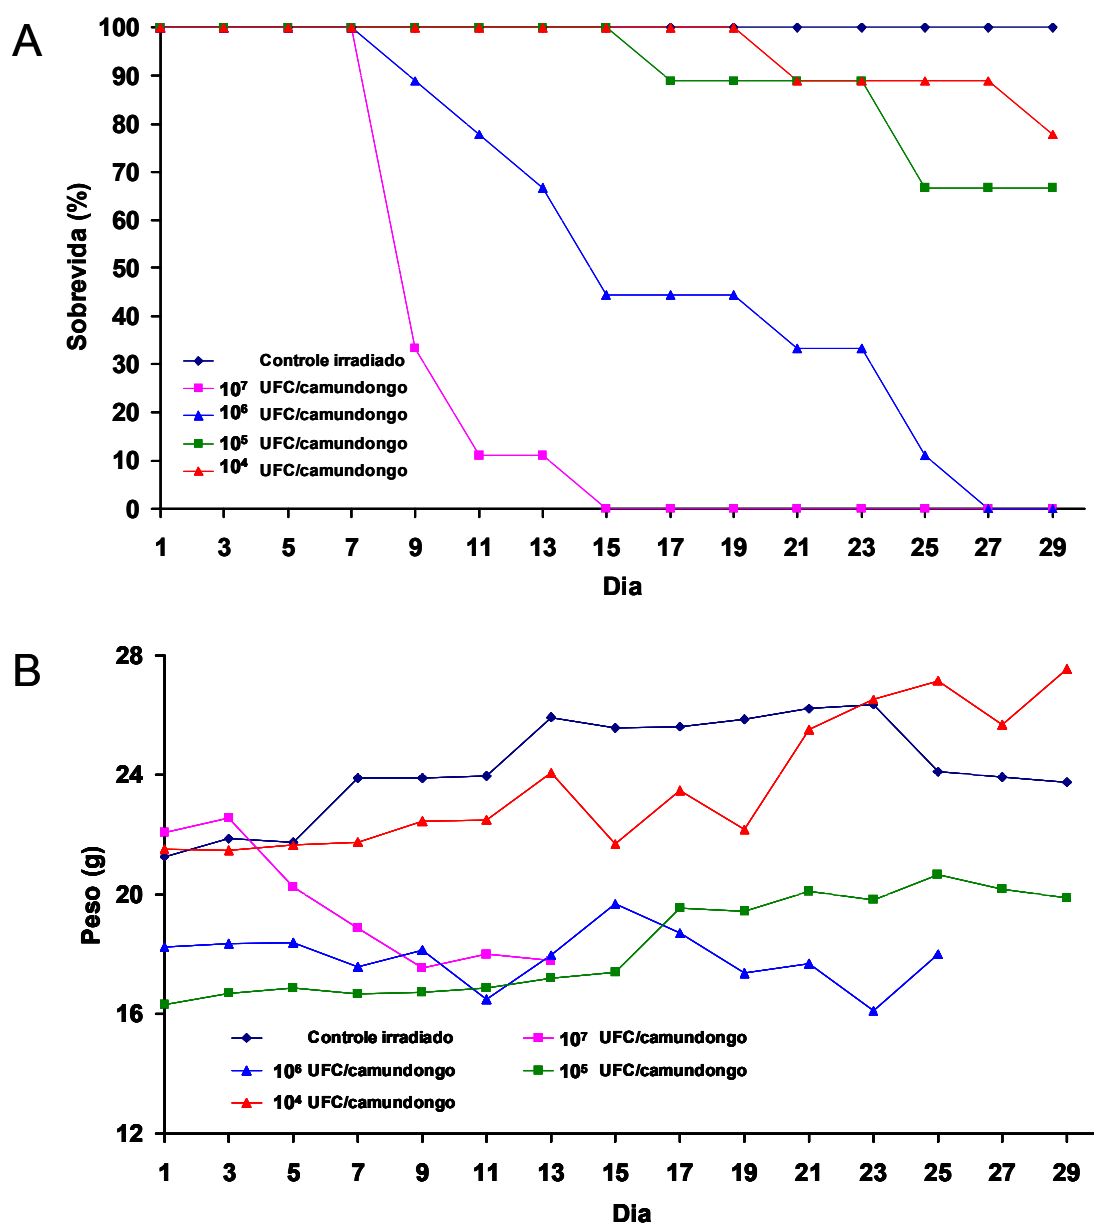 A
100
90
80
70
60
50
40
30
20
10
0
Sobrevida (%)
Controle irradiado
10⁷ UFC/camundongo
10⁶ UFC/camundongo
10⁵ UFC/camundongo
10⁴ UFC/camundongo
1 3 5 7 9 11 13 15 17 19 21 23 25 27 29
Dia
B
28
24
20
16
12
Peso (g)
Controle irradiado 10⁷ UFC/camundongo
10⁶ UFC/camundongo 10⁵ UFC/camundongo
10⁴ UFC/camundongo
1 3 5 7 9 11 13 15 17 19 21 23 25 27 29
Dia